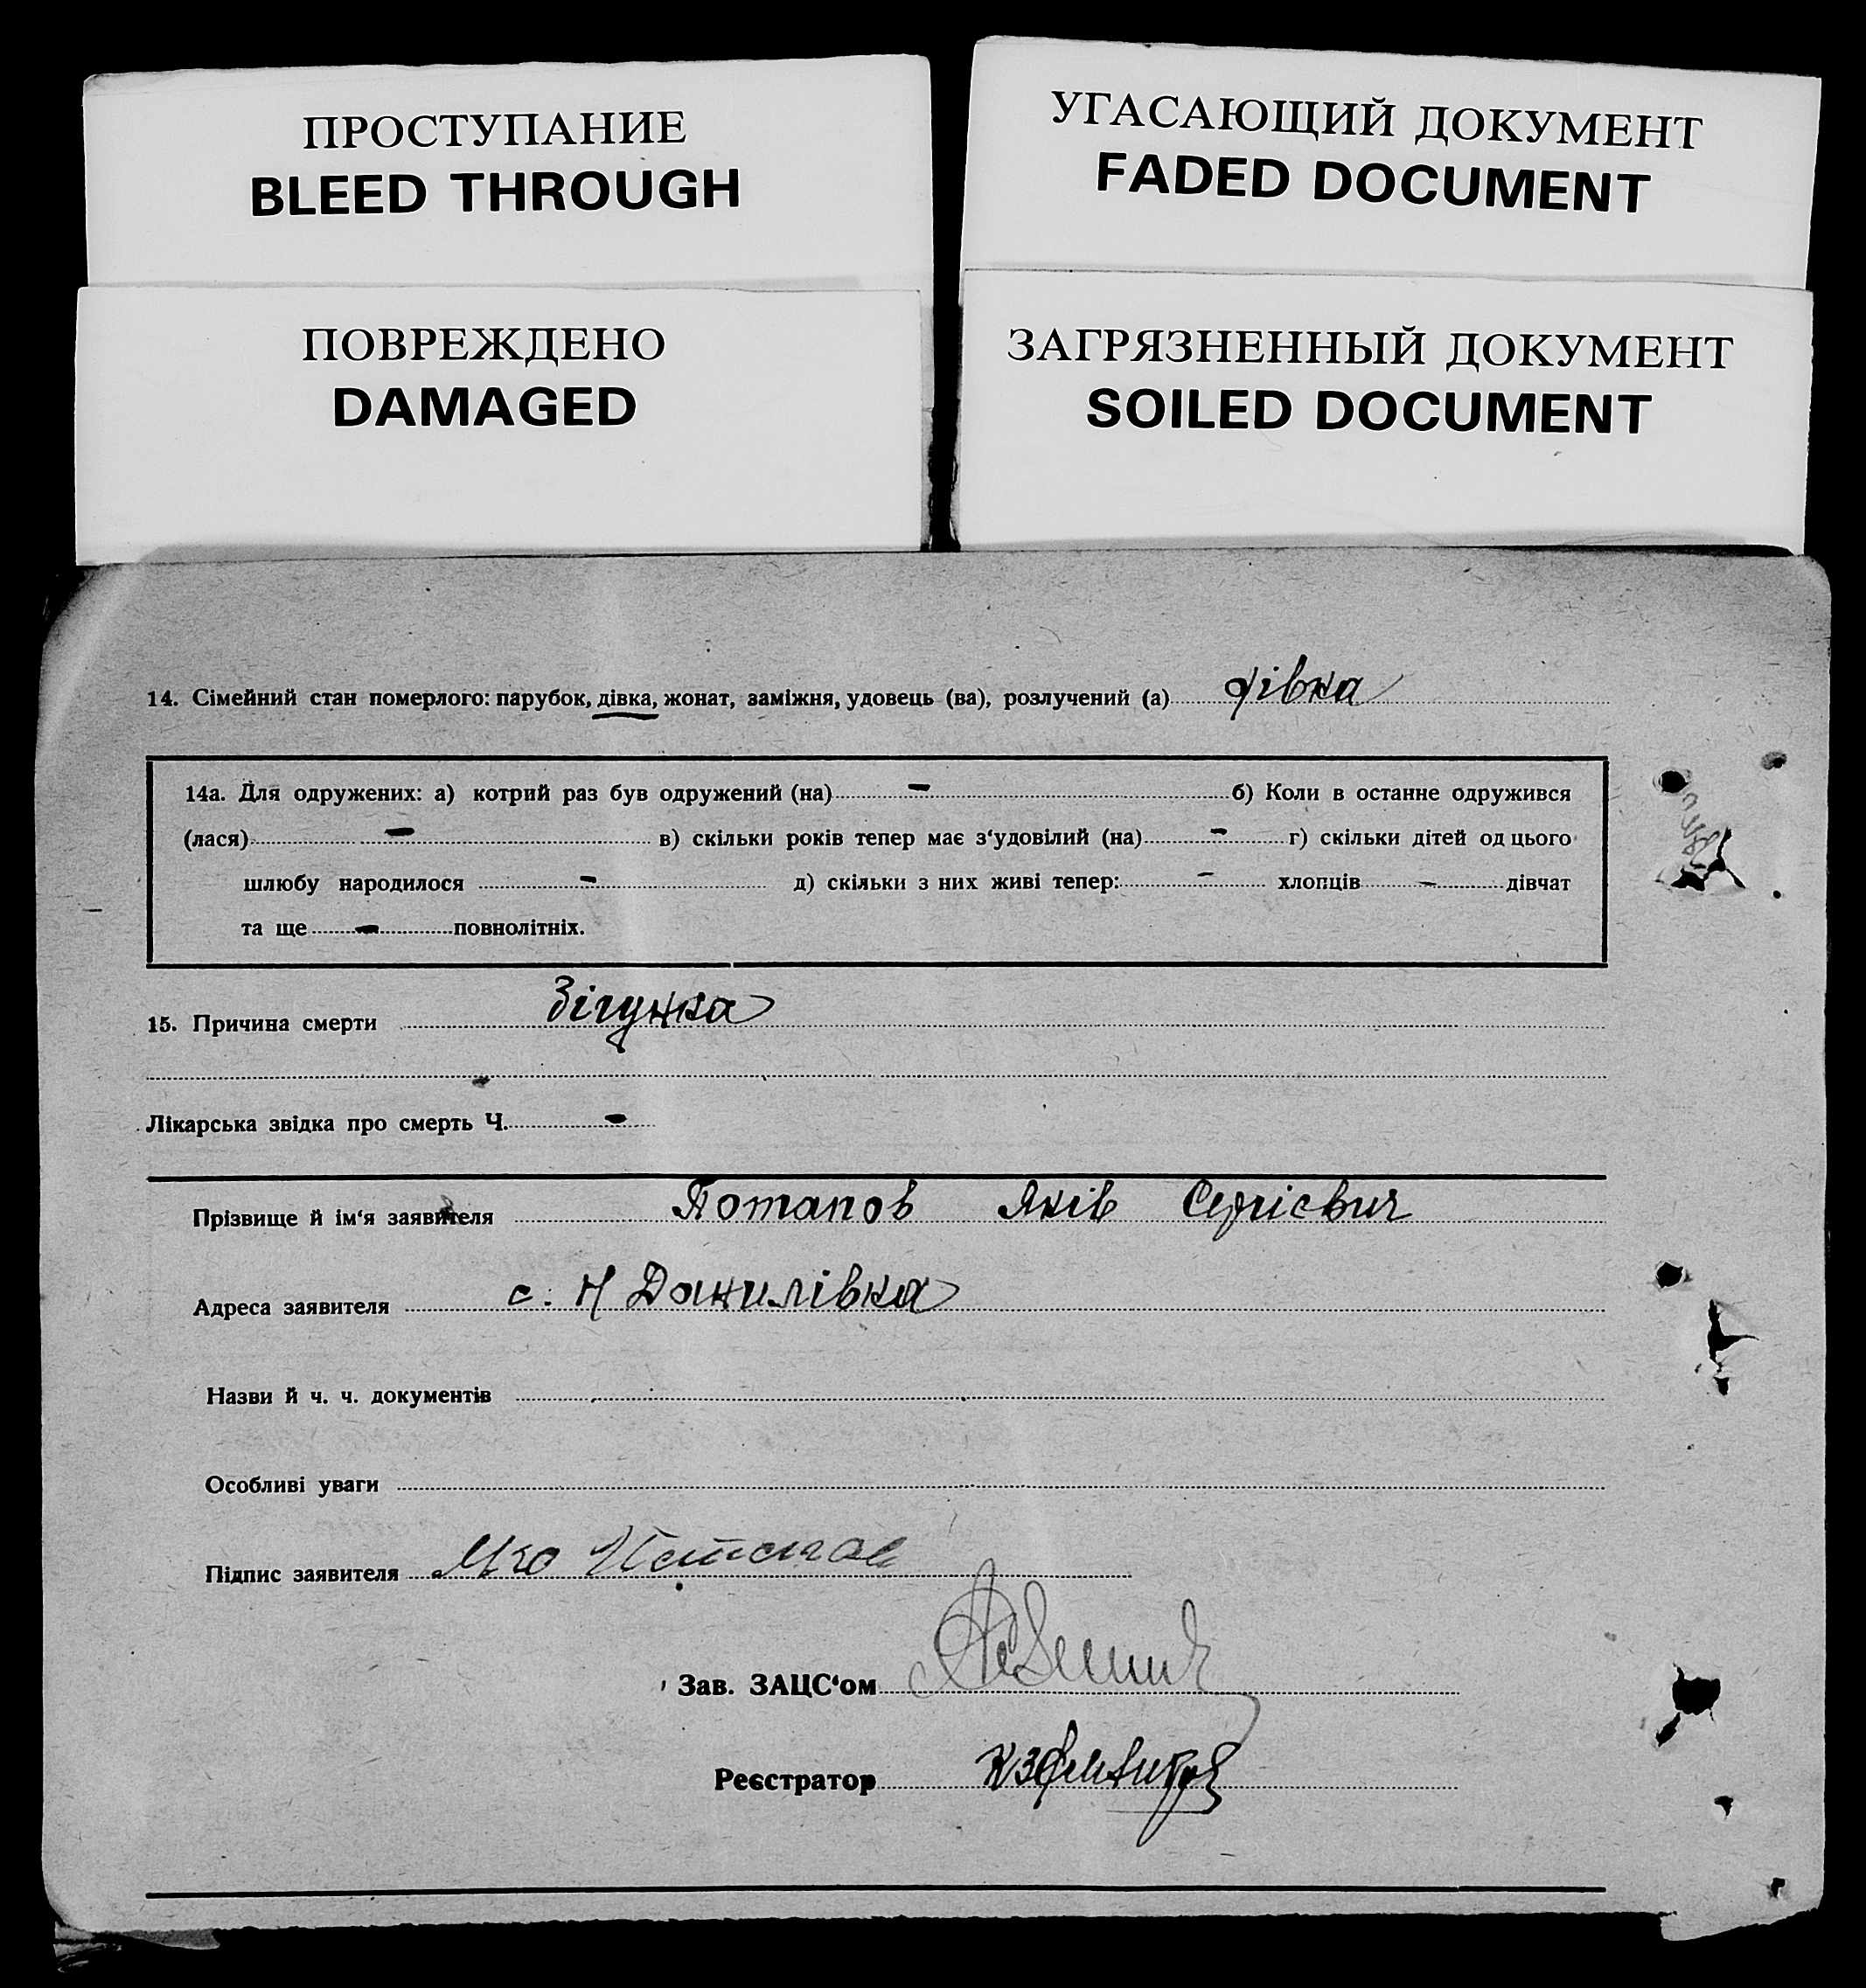 ПРОСТУПАНИЕ
BLEED THROUGH
УГАСАЮЩИЙ ДОКУМЕНТ
FADED DOCUMENT
ПОВРЕЖДЕНО
DAMAGED
ЗАГРЯЗНЕННЫЙ ДОКУМЕНТ
SOILED DOCUMENT
14. Сімейний стан померлого: парубок, дівка, жонат, заміжня, удовець (ва), розлучений (а) дівка
14а. Для одружених: а) котрий раз був одружений (на) – б) Коли в останне одружився
(лася) – в) скільки років тепер має з‘удовілий (на) – г) скільки дітей од цього
шлюбу народилося – д) скільки з них живі тепер: – хлопців – дівчат
та ще – повнолітніх.
15. Причина смерти Зігунка
Лікарська звідка про смерть Ч. –
Прізвище й ім‘я заявителя Потапов Яків Сергієвич
Адреса заявителя с. Н Данилівка
Назви й ч. ч. документів
Особливі уваги
Підпис заявителя Потапов
Зав. ЗАЦС‘ом
Реєстратор